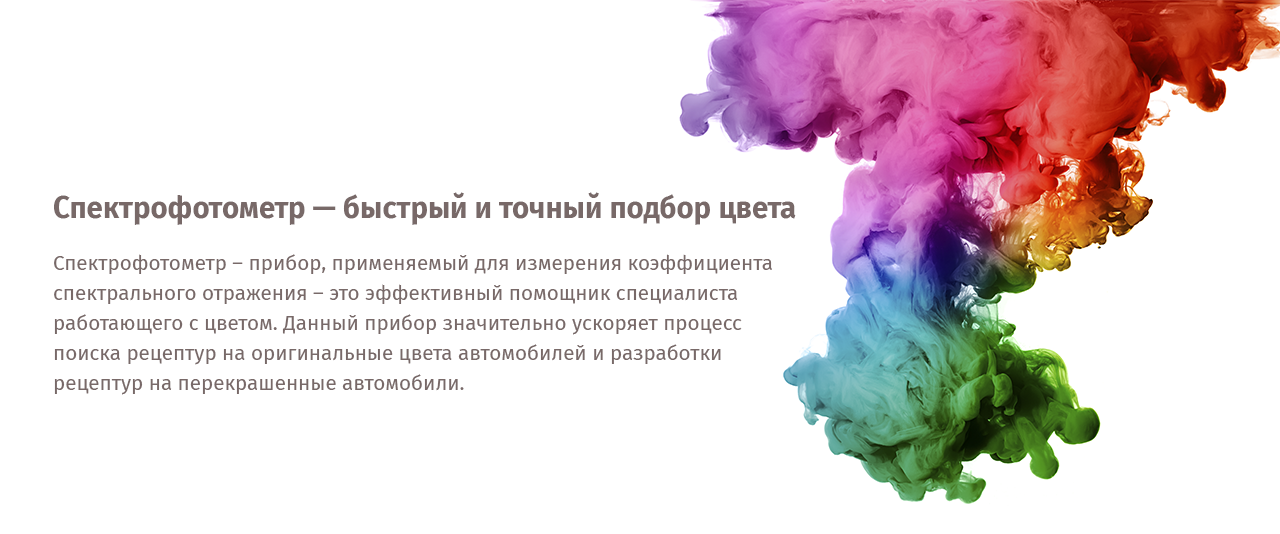 Спектрофотометр — быстрый и точный подбор цвета
Спектрофотометр – прибор, применяемый для измерения коэффициента
спектрального отражения – это эффективный помощник специалиста
работающего с цветом. Данный прибор значительно ускоряет процесс
поиска рецептур на оригинальные цвета автомобилей и разработки
рецептур на перекрашенные автомобили.